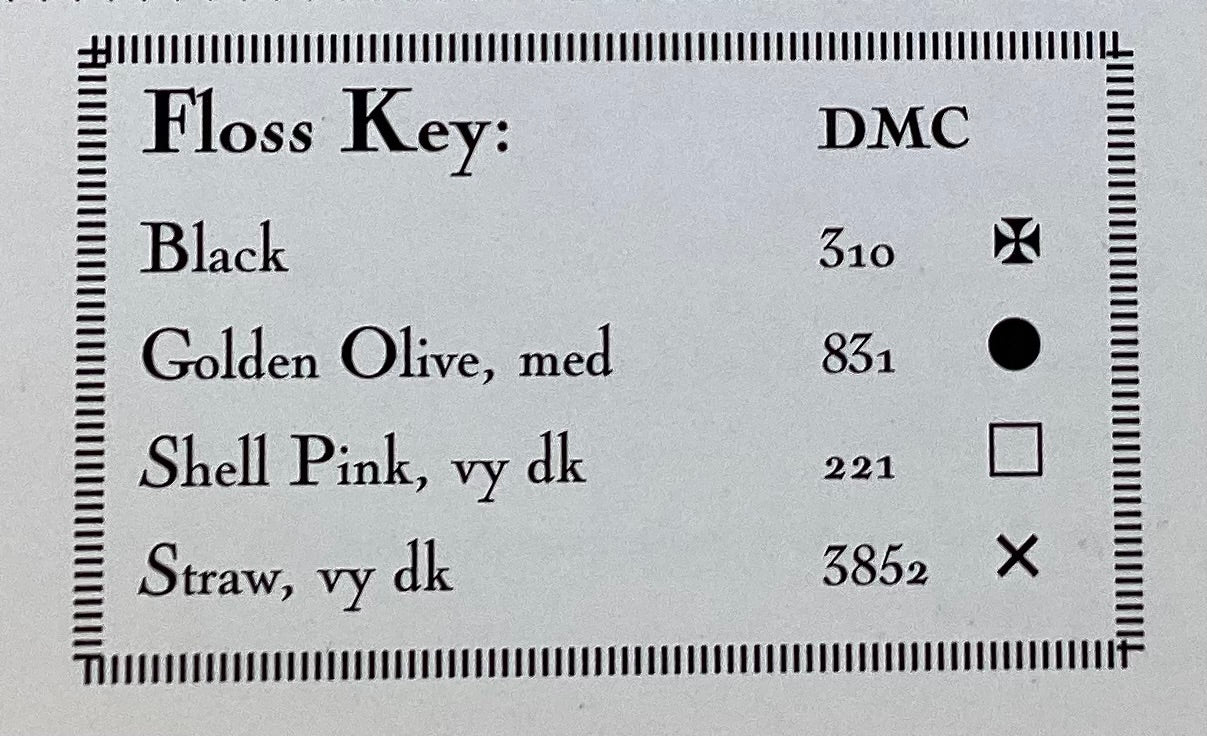 Floss Key: DMC
Black 310 ✠
Golden Olive, med 831 ●
Shell Pink, vy dk 221 □
Straw, vy dk 3852 ✕